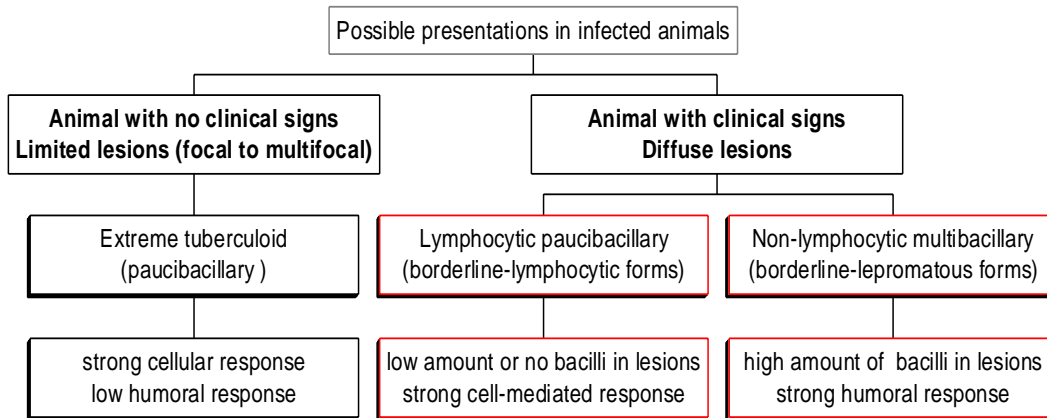 Possible presentations in infected animals
Animal with no clinical signs
Limited lesions (focal to multifocal)
Animal with clinical signs
Diffuse lesions
Extreme tuberculoid
(paucibacillary )
Lymphocytic paucibacillary
(borderline-lymphocytic forms)
Non-lymphocytic multibacillary
(borderline-lepromatous forms)
strong cellular response
low humoral response
low amount or no bacilli in lesions
strong cell-mediated response
high amount of bacilli in lesions
strong humoral response